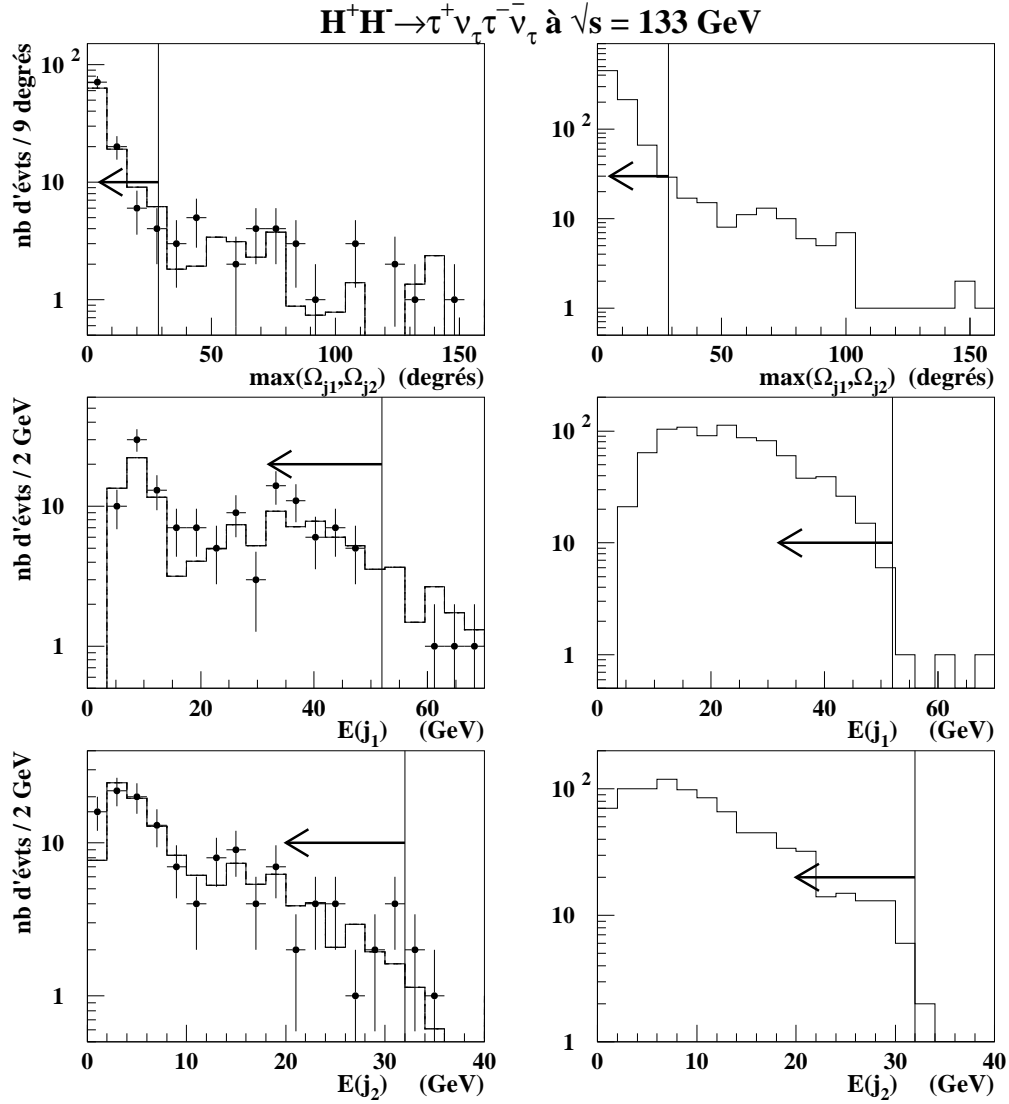 H⁺H⁻→τ⁺ν_τ τ⁻ν̄_τ à √s = 133 GeV
nb d'évts / 9 degrés
10 ²
10
1
0 50 100 150
max(Ω_j1,Ω_j2) (degrés)
10 ²
10
1
0 50 100 150
max(Ω_j1,Ω_j2) (degrés)
nb d'évts / 2 GeV
10
1
0 20 40 60
E(j_1) (GeV)
10 ²
10
1
0 20 40 60
E(j_1) (GeV)
nb d'évts / 2 GeV
10
1
0 10 20 30 40
E(j_2) (GeV)
10 ²
10
1
0 10 20 30 40
E(j_2) (GeV)